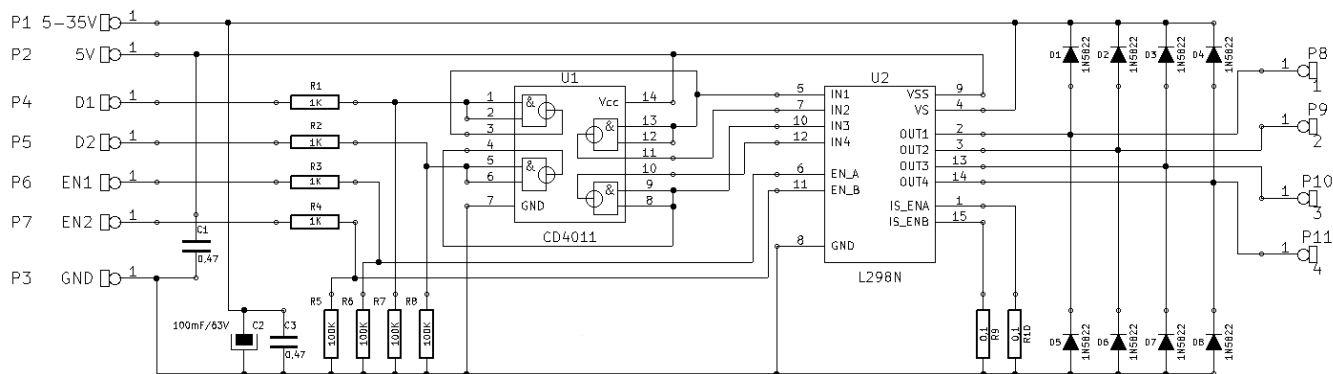 P1 5-35V 1
P2 5V 1
P4 D1 1
P5 D2 1
P6 EN1 1
P7 EN2 1
P3 GND 1
R1
1K
R2
1K
R3
1K
R4
1K
C1
0,47
100mF/63V C2
C3
0,47
R5 R6 R7 R8
100K 100K 100K 100K
U1
1 & Vcc 14
2
3
13
12
11
4
5 &
6
10
9
8
7 GND
&
&
CD4011
U2
5 IN1 VSS 9
7 IN2 VS 4
10 IN3
12 IN4 OUT1 2
OUT2 3
OUT3 13
6 EN_A OUT4 14
11 EN_B
IS_ENA 1
IS_ENB 15
8 GND
L298N
0,1 R9
0,1 R10
D1 1N5822
D2 1N5822
D3 1N5822
D4 1N5822
D5 1N5822
D6 1N5822
D7 1N5822
D8 1N5822
P8
1
1
P9
1
2
P10
1
3
P11
1
4